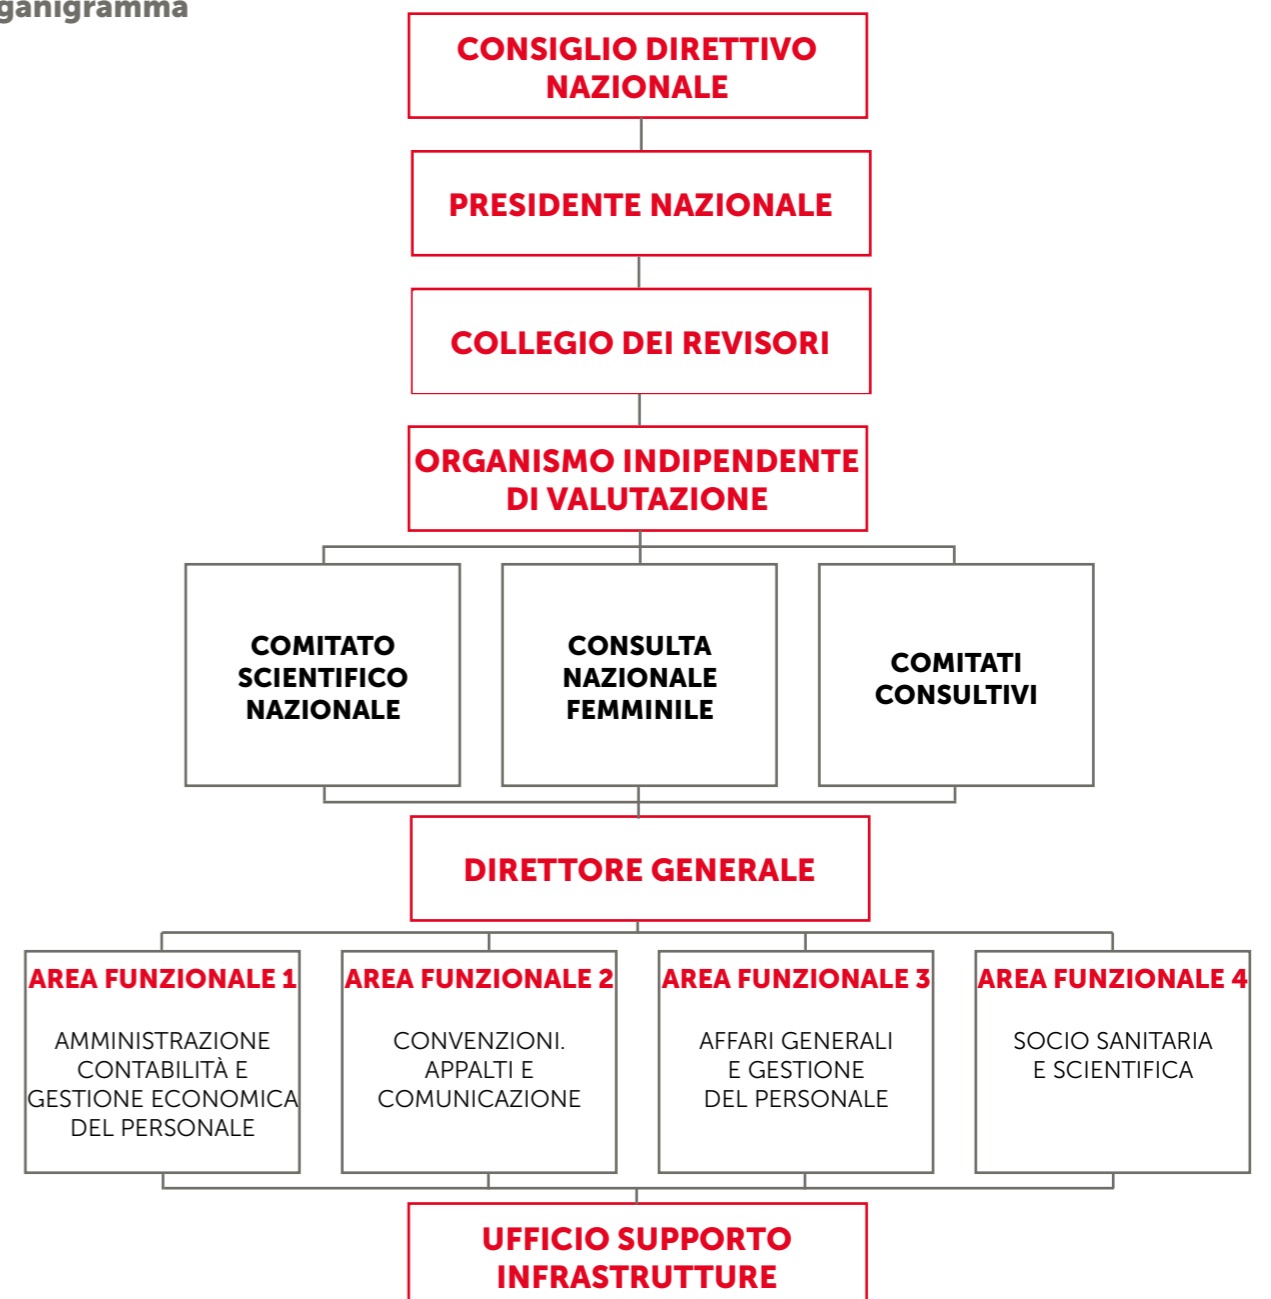 ganigramma
CONSIGLIO DIRETTIVO
NAZIONALE
PRESIDENTE NAZIONALE
COLLEGIO DEI REVISORI
ORGANISMO INDIPENDENTE
DI VALUTAZIONE
COMITATO
SCIENTIFICO
NAZIONALE
CONSULTA
NAZIONALE
FEMMINILE
COMITATI
CONSULTIVI
DIRETTORE GENERALE
AREA FUNZIONALE 1
AMMINISTRAZIONE
CONTABILITÀ E
GESTIONE ECONOMICA
DEL PERSONALE
AREA FUNZIONALE 2
CONVENZIONI.
APPALTI E
COMUNICAZIONE
AREA FUNZIONALE 3
AFFARI GENERALI
E GESTIONE
DEL PERSONALE
AREA FUNZIONALE 4
SOCIO SANITARIA
E SCIENTIFICA
UFFICIO SUPPORTO
INFRASTRUTTURE